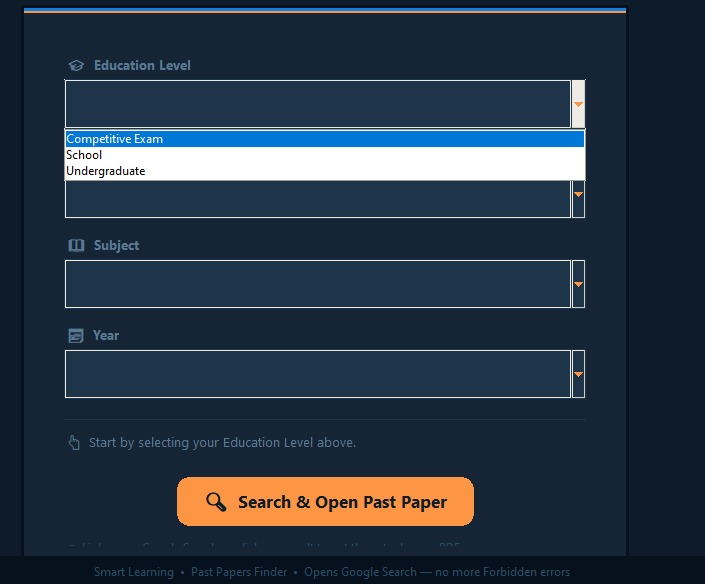 Education Level
Competitive Exam
School
Undergraduate
Subject
Year
Start by selecting your Education Level above.
Search & Open Past Paper
Smart Learning • Past Papers Finder • Opens Google Search — no more Forbidden errors